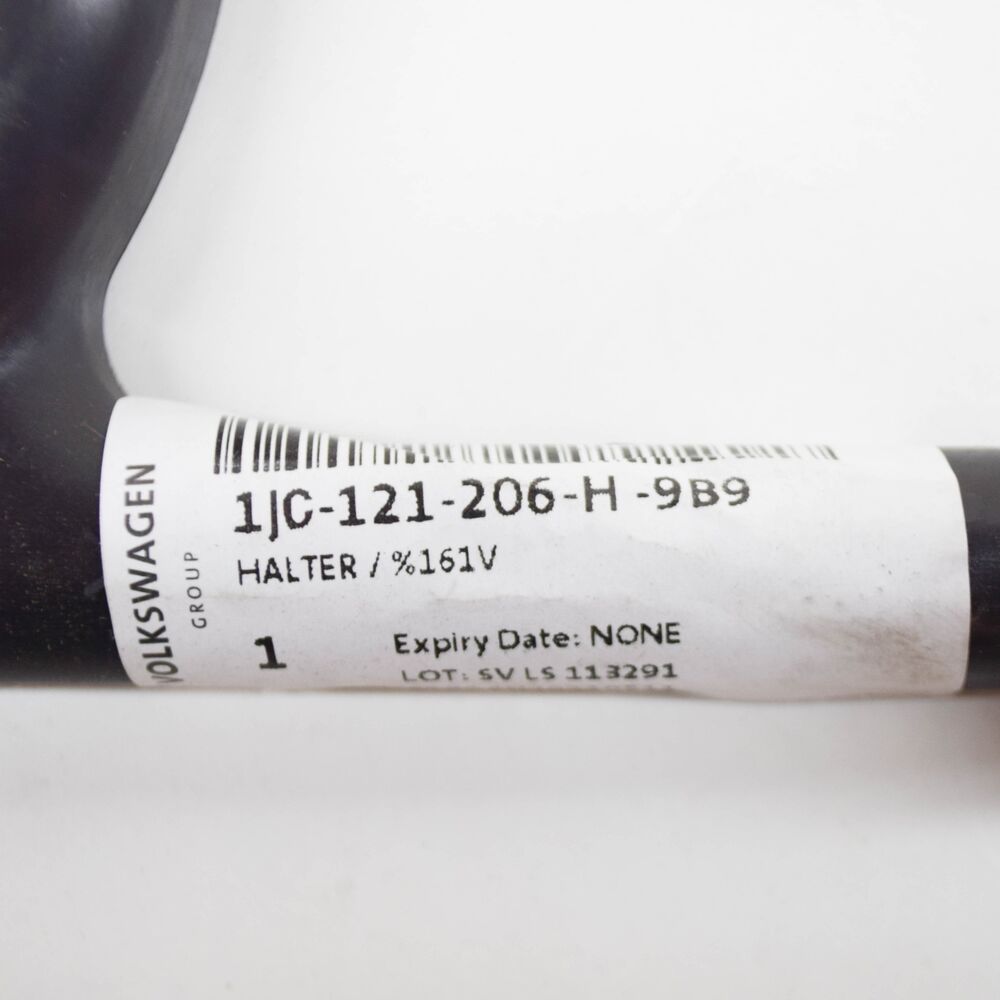 VOLKSWAGEN
GROUP
1JC-121-206-H -9B9
HALTER / %161V
1
Expiry Date: NONE
LOT: SV LS 113291